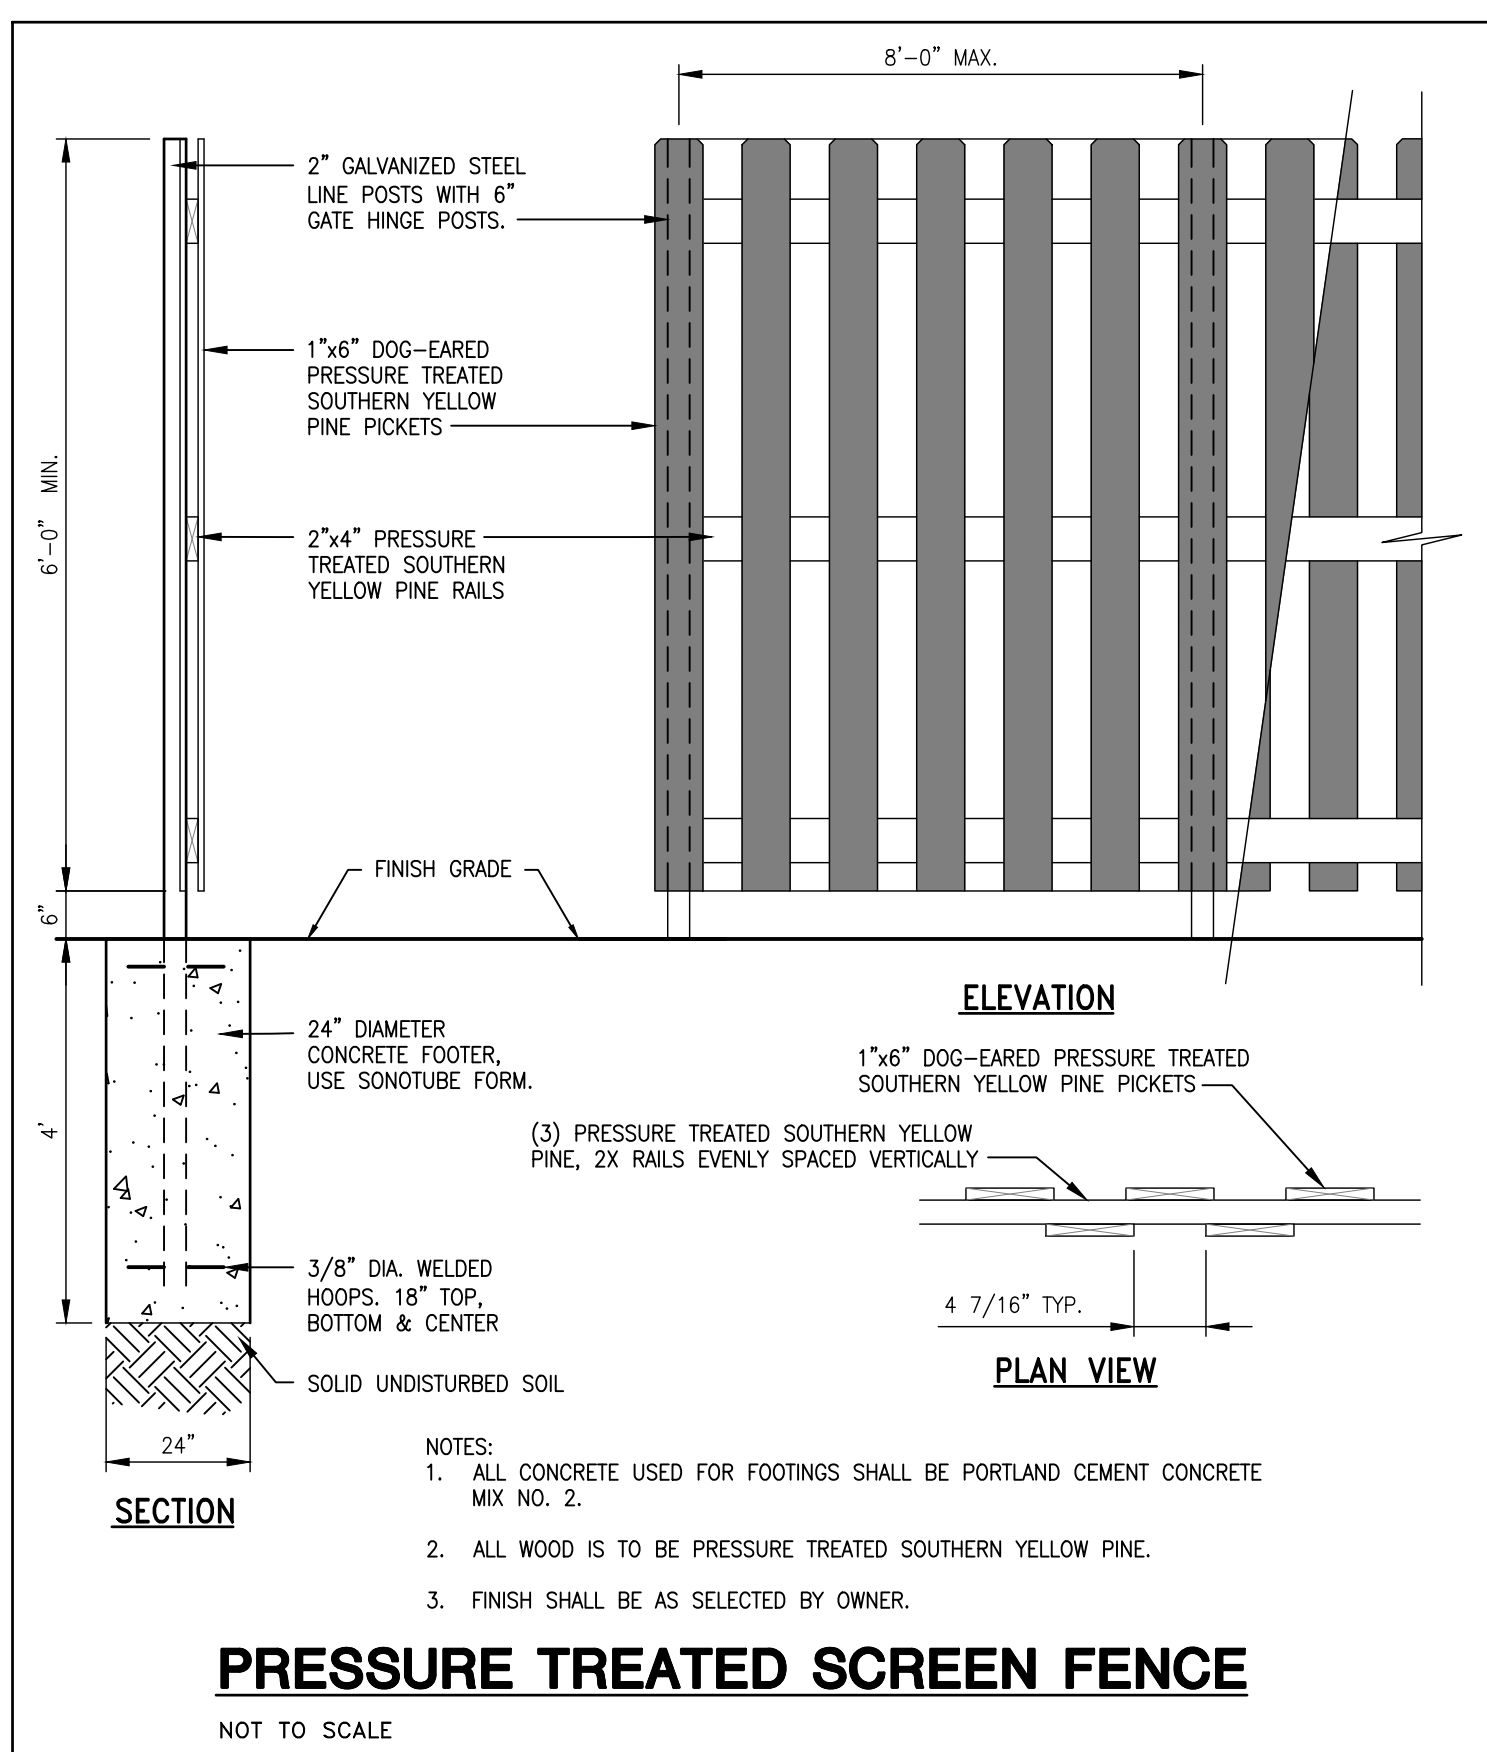 8'-0" MAX.
2" GALVANIZED STEEL
LINE POSTS WITH 6"
GATE HINGE POSTS.
1"x6" DOG-EARED
PRESSURE TREATED
SOUTHERN YELLOW
PINE PICKETS
6'-0" MIN.
2"x4" PRESSURE
TREATED SOUTHERN
YELLOW PINE RAILS
FINISH GRADE
6"
ELEVATION
24" DIAMETER
CONCRETE FOOTER,
USE SONOTUBE FORM.
1"x6" DOG-EARED PRESSURE TREATED
SOUTHERN YELLOW PINE PICKETS
4'
(3) PRESSURE TREATED SOUTHERN YELLOW
PINE, 2X RAILS EVENLY SPACED VERTICALLY
3/8" DIA. WELDED
HOOPS. 18" TOP,
BOTTOM & CENTER
4 7/16" TYP.
PLAN VIEW
SOLID UNDISTURBED SOIL
24"
SECTION
NOTES:
1. ALL CONCRETE USED FOR FOOTINGS SHALL BE PORTLAND CEMENT CONCRETE
MIX NO. 2.
2. ALL WOOD IS TO BE PRESSURE TREATED SOUTHERN YELLOW PINE.
3. FINISH SHALL BE AS SELECTED BY OWNER.
PRESSURE TREATED SCREEN FENCE
NOT TO SCALE